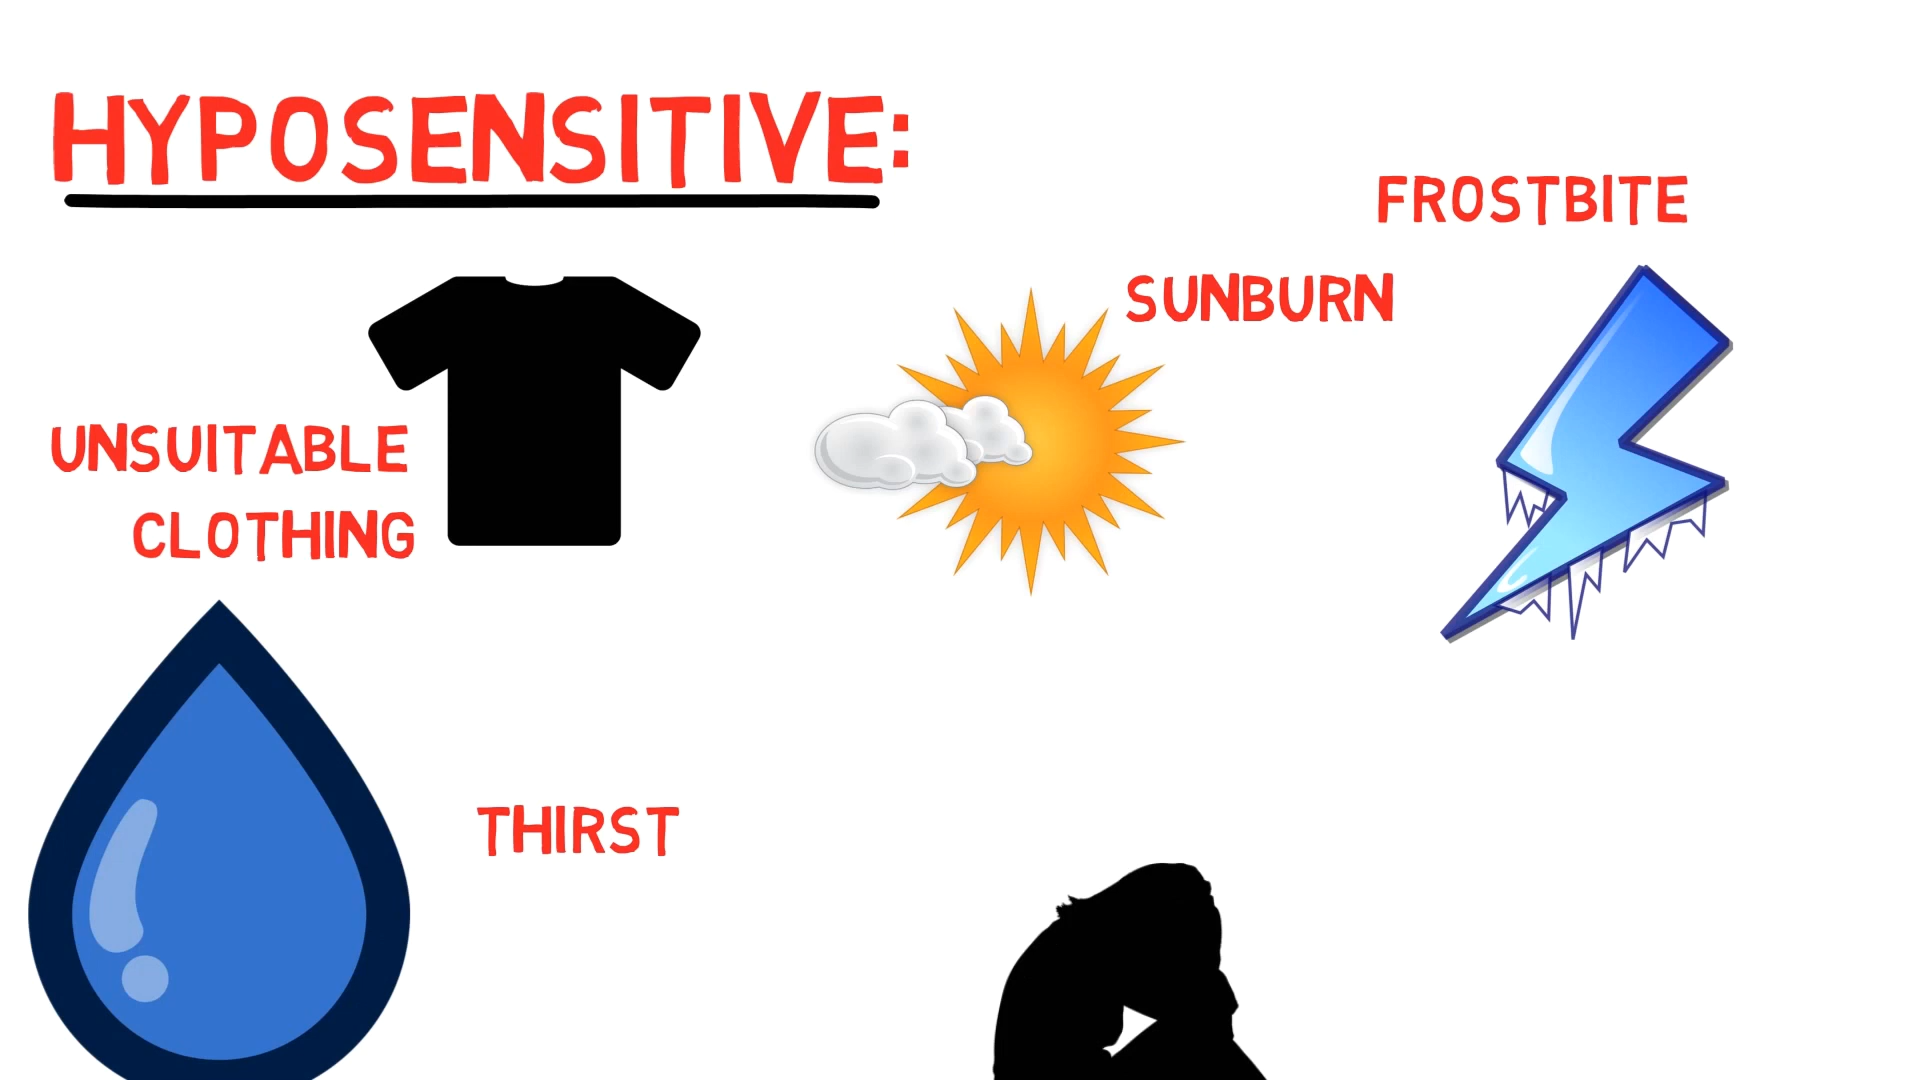 HYPOSENSITIVE:
FROSTBITE
SUNBURN
UNSUITABLE
CLOTHING
THIRST